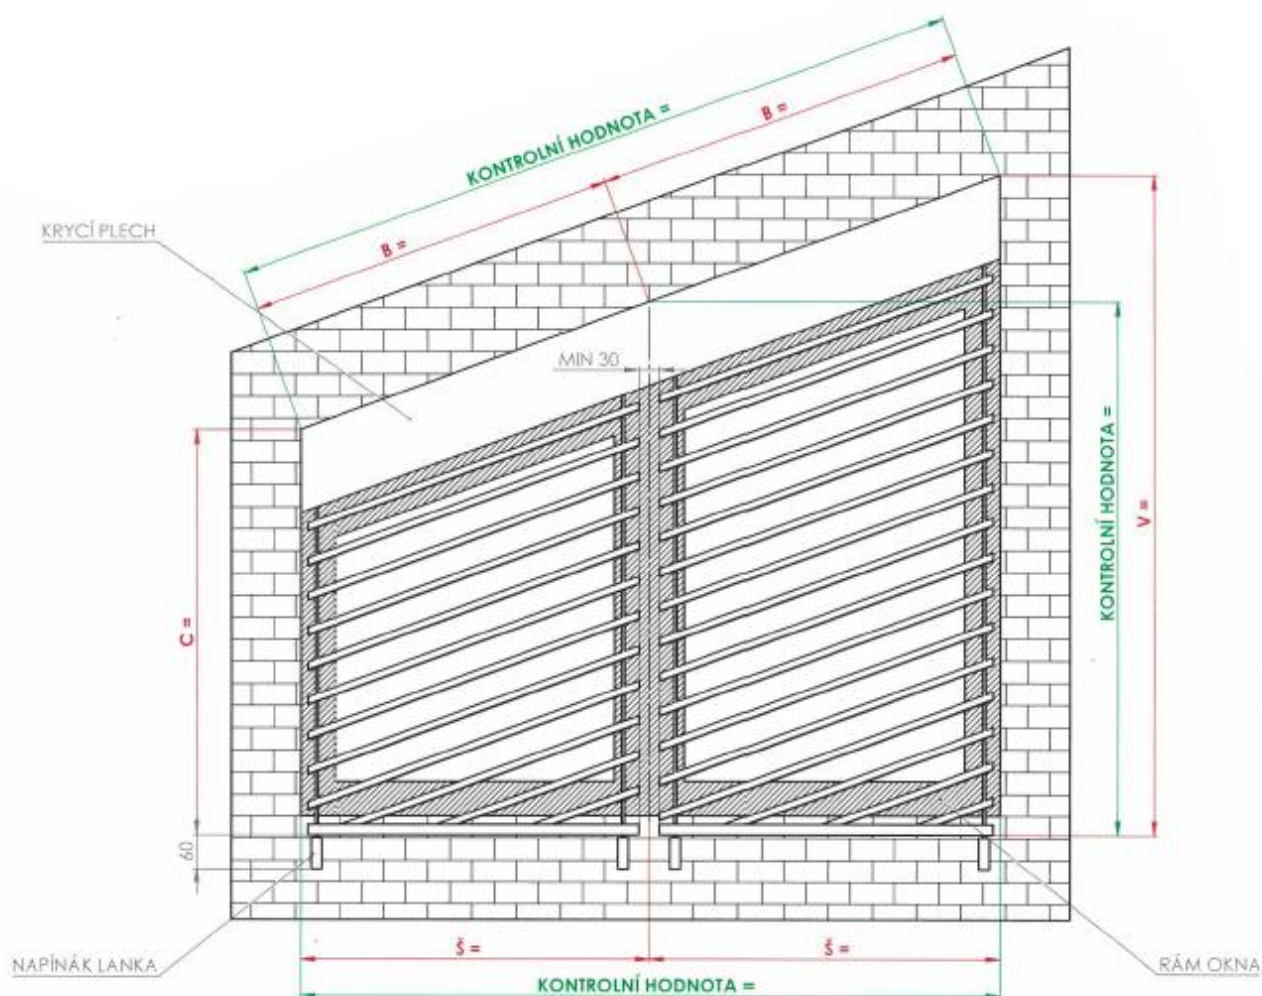 KONTROLNÍ HODNOTA =
B =
B =
KRYCÍ PLECH
MIN 30
C =
KONTROLNÍ HODNOTA =
V =
60
NAPÍNÁK LANKA
Š =
Š =
RÁM OKNA
KONTROLNÍ HODNOTA =